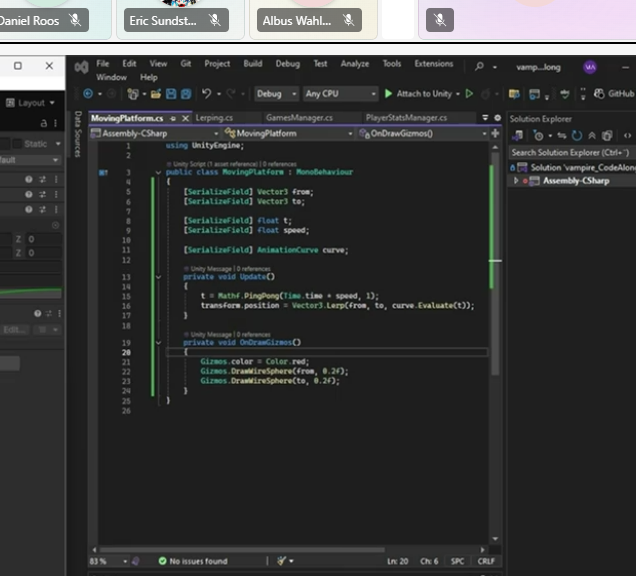 Daniel Roos
Eric Sundst...
Albus Wahl...
File Edit View Git Project Build Debug Test Analyze Tools Extensions
Window Help
vamp...long
MA
Debug
Any CPU
Attach to Unity
GitHub
Layout
Static
MovingPlatform.cs
Lerping.cs
GamesManager.cs
PlayerStatsManager.cs
Assembly-CSharp
MovingPlatform
OnDrawGizmos()
Data Sources
Solution Explorer
Search Solution Explorer (Ctrl+¨)
Solution 'vampire_CodeAlong
Assembly-CSharp
1 using UnityEngine;
2
Unity Script (1 asset reference) | 0 references
3 public class MovingPlatform : MonoBehaviour
4 {
5 [SerializeField] Vector3 from;
6 [SerializeField] Vector3 to;
7
8 [SerializeField] float t;
9 [SerializeField] float speed;
10
11 [SerializeField] AnimationCurve curve;
12
Unity Message | 0 references
13 private void Update()
14 {
15 t = Mathf.PingPong(Time.time * speed, 1);
16 transform.position = Vector3.Lerp(from, to, curve.Evaluate(t));
17 }
18
Unity Message | 0 references
19 private void OnDrawGizmos()
20 {
21 Gizmos.color = Color.red;
22 Gizmos.DrawWireSphere(from, 0.2f);
23 Gizmos.DrawWireSphere(to, 0.2f);
24 }
25 }
26
Z 0
Z 0
Edit...
83 %
No issues found
Ln: 20 Ch: 6 SPC CRLF